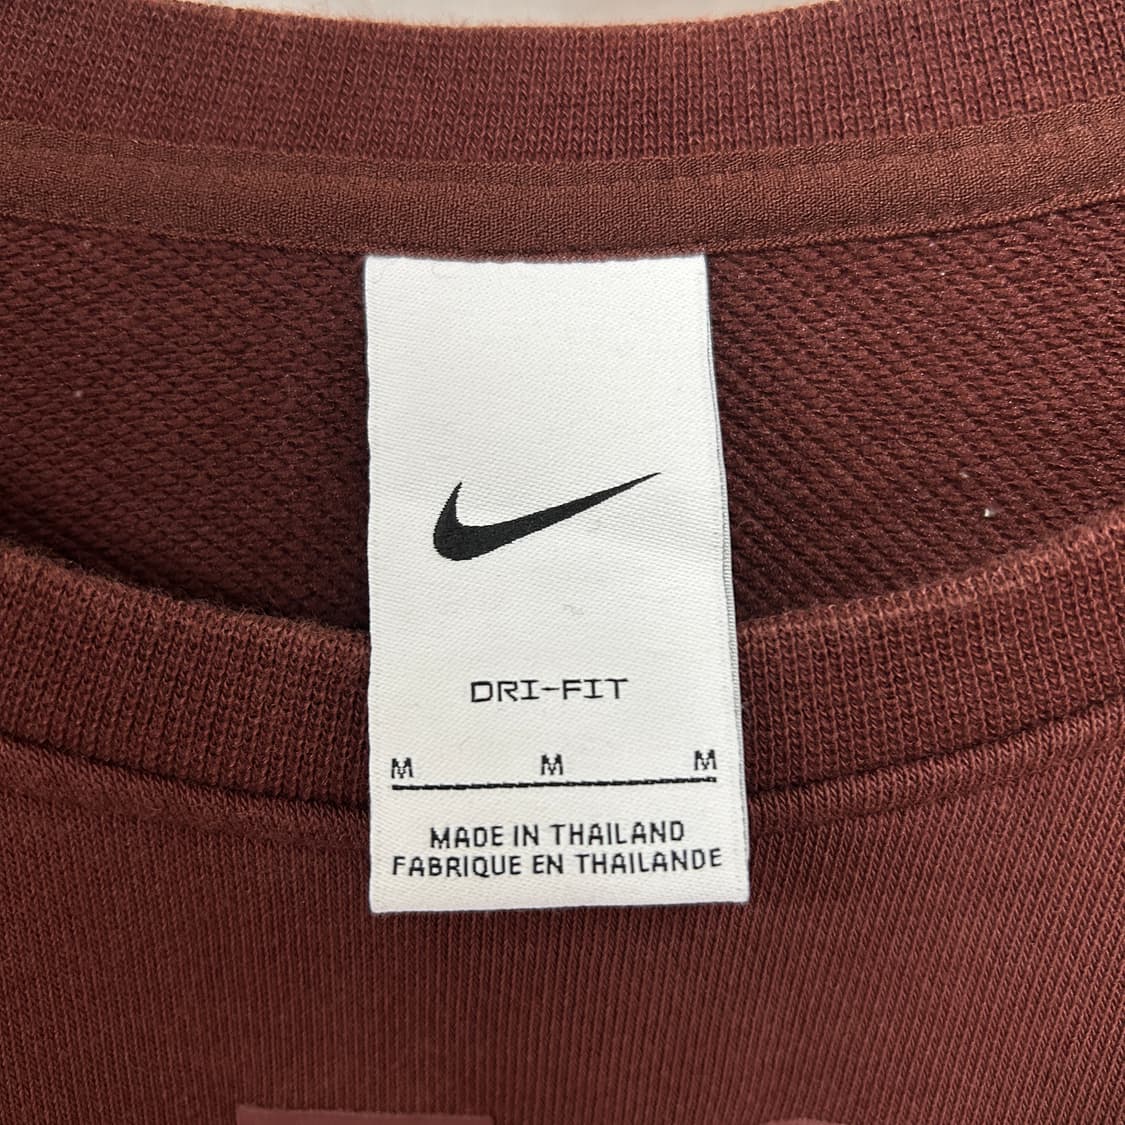 DRI-FIT
M M M
MADE IN THAILAND
FABRIQUE EN THAILANDE